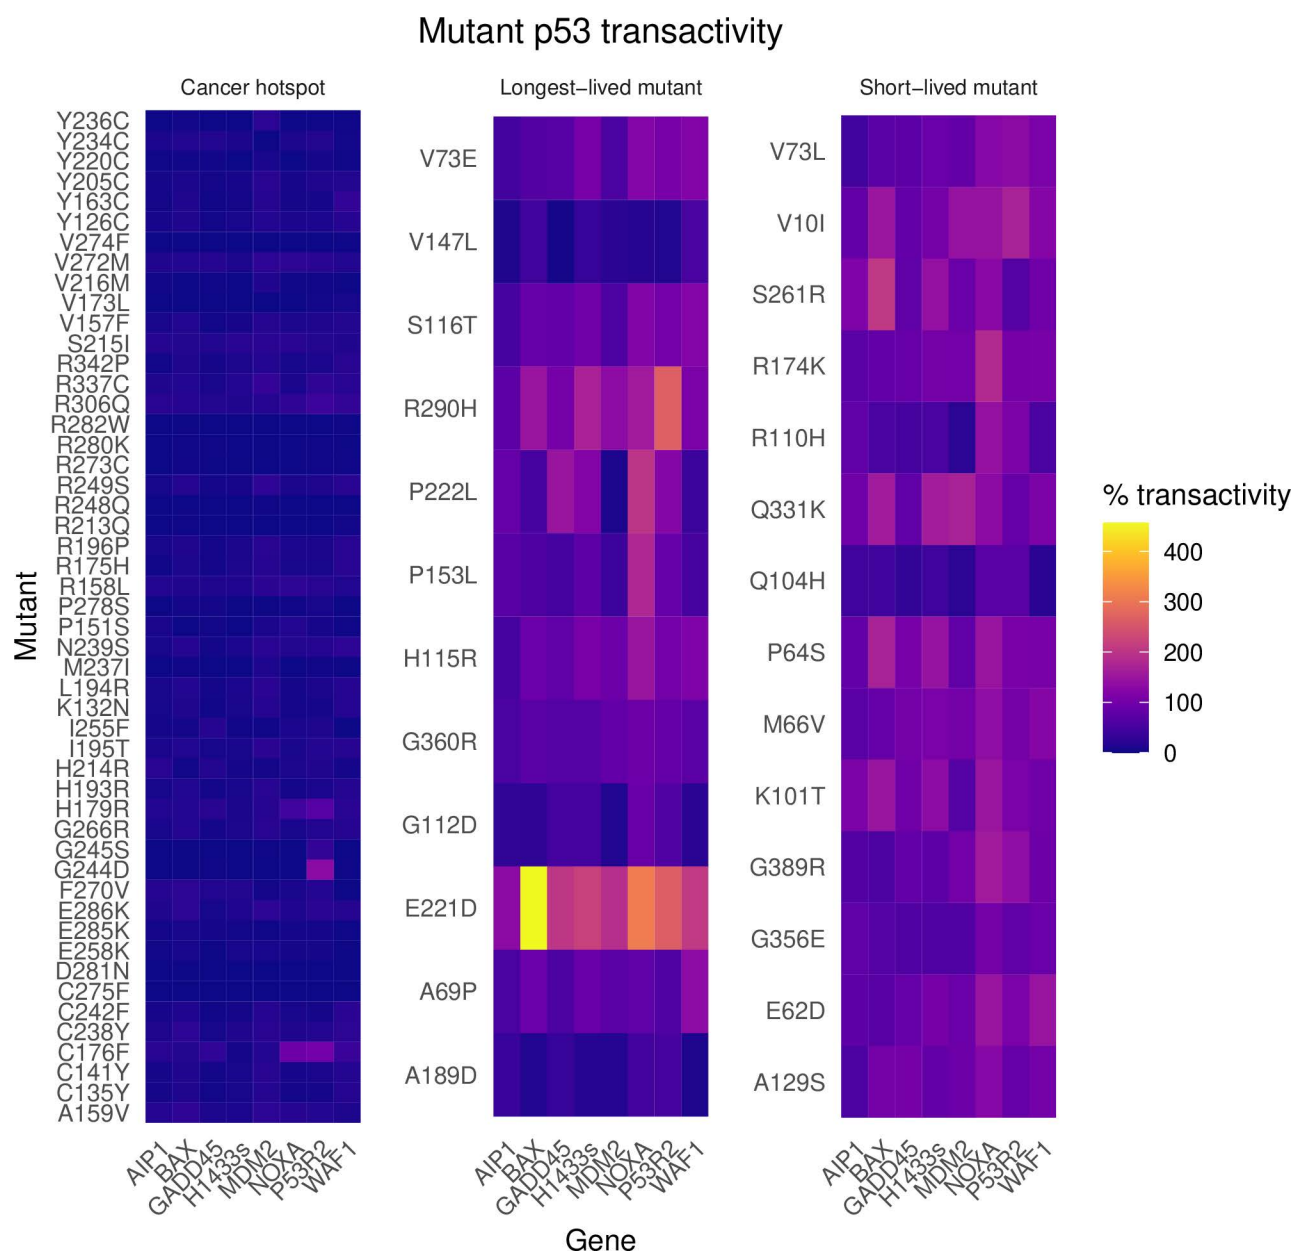 Mutant p53 transactivity
Cancer hotspot
Longest−lived mutant
Short−lived mutant
Mutant
Y236C
Y234C
Y220C
Y205C
Y163C
Y126C
V274F
V272M
V216M
V173L
V157F
S215I
R342P
R337C
R306Q
R282W
R280K
R273C
R249S
R248Q
R213Q
R196P
R175H
R158L
P278S
P151S
N239S
M237I
L194R
K132N
I255F
I195T
H214R
H193R
H179R
G266R
G245S
G244D
F270V
E286K
E285K
E258K
D281N
C275F
C242F
C238Y
C176F
C141Y
C135Y
A159V
AIP1
BAX
GADD45
H1433s
MDM2
NOXA
P53R2
WAF1
V73E
V147L
S116T
R290H
P222L
P153L
H115R
G360R
G112D
E221D
A69P
A189D
AIP1
BAX
GADD45
H1433s
MDM2
NOXA
P53R2
WAF1
V73L
V10I
S261R
R174K
R110H
Q331K
Q104H
P64S
M66V
K101T
G389R
G356E
E62D
A129S
AIP1
BAX
GADD45
H1433s
MDM2
NOXA
P53R2
WAF1
Gene
% transactivity
400
300
200
100
0